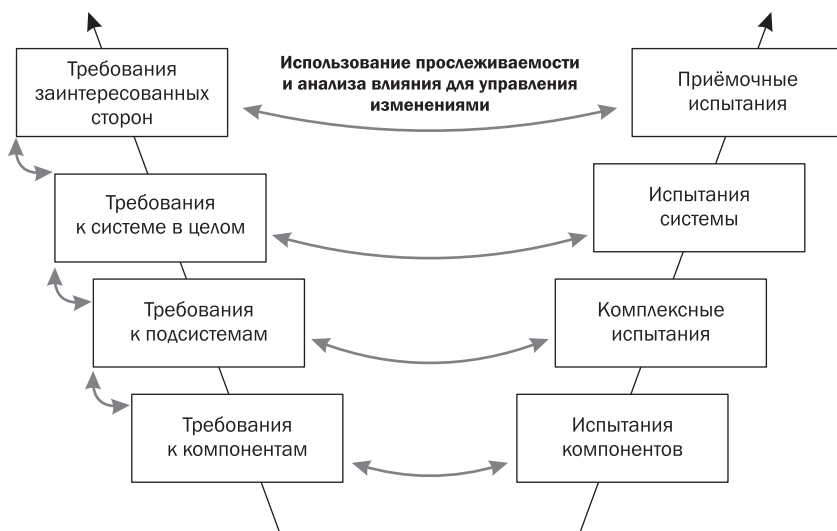 Требования
заинтересованных
сторон
Использование прослеживаемости
и анализа влияния для управления
изменениями
Приёмочные
испытания
Требования
к системе в целом
Испытания
системы
Требования
к подсистемам
Комплексные
испытания
Требования
к компонентам
Испытания
компонентов